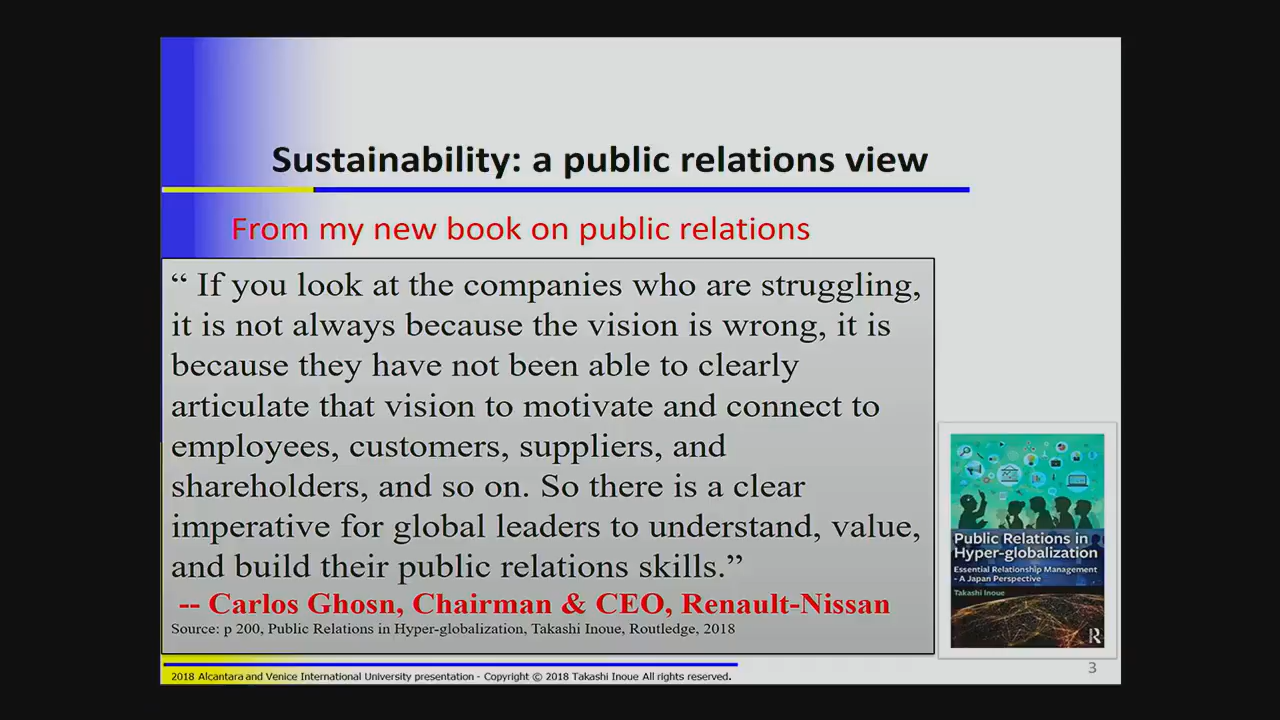 Sustainability: a public relations view
From my new book on public relations
“ If you look at the companies who are struggling,
it is not always because the vision is wrong, it is
because they have not been able to clearly
articulate that vision to motivate and connect to
employees, customers, suppliers, and
shareholders, and so on. So there is a clear
imperative for global leaders to understand, value,
and build their public relations skills.”
-- Carlos Ghosn, Chairman & CEO, Renault-Nissan
Source: p 200, Public Relations in Hyper-globalization, Takashi Inoue, Routledge, 2018
Public Relations in
Hyper-globalization
Essential Relationship Management
- A Japan Perspective
Takashi Inoue
R
3
2018 Alcantara and Venice International University presentation - Copyright © 2018 Takashi Inoue All rights reserved.